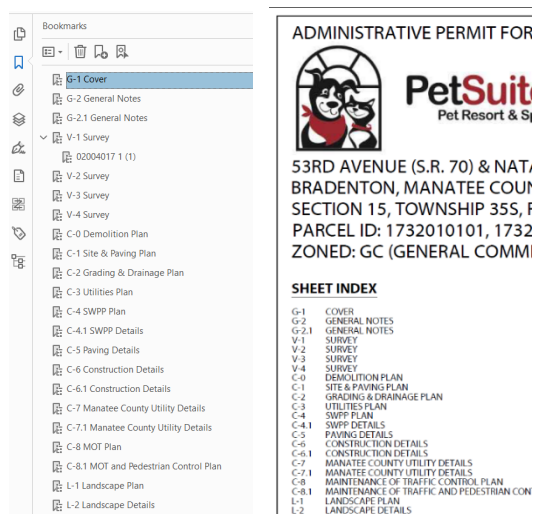 Bookmarks
G-1 Cover
G-2 General Notes
G-2.1 General Notes
V-1 Survey
02004017 1 (1)
V-2 Survey
V-3 Survey
V-4 Survey
C-0 Demolition Plan
C-1 Site & Paving Plan
C-2 Grading & Drainage Plan
C-3 Utilities Plan
C-4 SWPP Plan
C-4.1 SWPP Details
C-5 Paving Details
C-6 Construction Details
C-6.1 Construction Details
C-7 Manatee County Utility Details
C-7.1 Manatee County Utility Details
C-8 MOT Plan
C-8.1 MOT and Pedestrian Control Plan
L-1 Landscape Plan
L-2 Landscape Details
ADMINISTRATIVE PERMIT FOR
PetSuite
Pet Resort & Sp
53RD AVENUE (S.R. 70) & NATA
BRADENTON, MANATEE COUN
SECTION 15, TOWNSHIP 35S, R
PARCEL ID: 1732010101, 1732
ZONED: GC (GENERAL COMME
SHEET INDEX
G-1 COVER
G-2 GENERAL NOTES
G-2.1 GENERAL NOTES
V-1 SURVEY
V-2 SURVEY
V-3 SURVEY
V-4 SURVEY
C-0 DEMOLITION PLAN
C-1 SITE & PAVING PLAN
C-2 GRADING & DRAINAGE PLAN
C-3 UTILITIES PLAN
C-4 SWPP PLAN
C-4.1 SWPP DETAILS
C-5 PAVING DETAILS
C-6 CONSTRUCTION DETAILS
C-6.1 CONSTRUCTION DETAILS
C-7 MANATEE COUNTY UTILITY DETAILS
C-7.1 MANATEE COUNTY UTILITY DETAILS
C-8 MAINTENANCE OF TRAFFIC CONTROL PLAN
C-8.1 MAINTENANCE OF TRAFFIC AND PEDESTRIAN CONT
L-1 LANDSCAPE PLAN
L-2 LANDSCAPE DETAILS